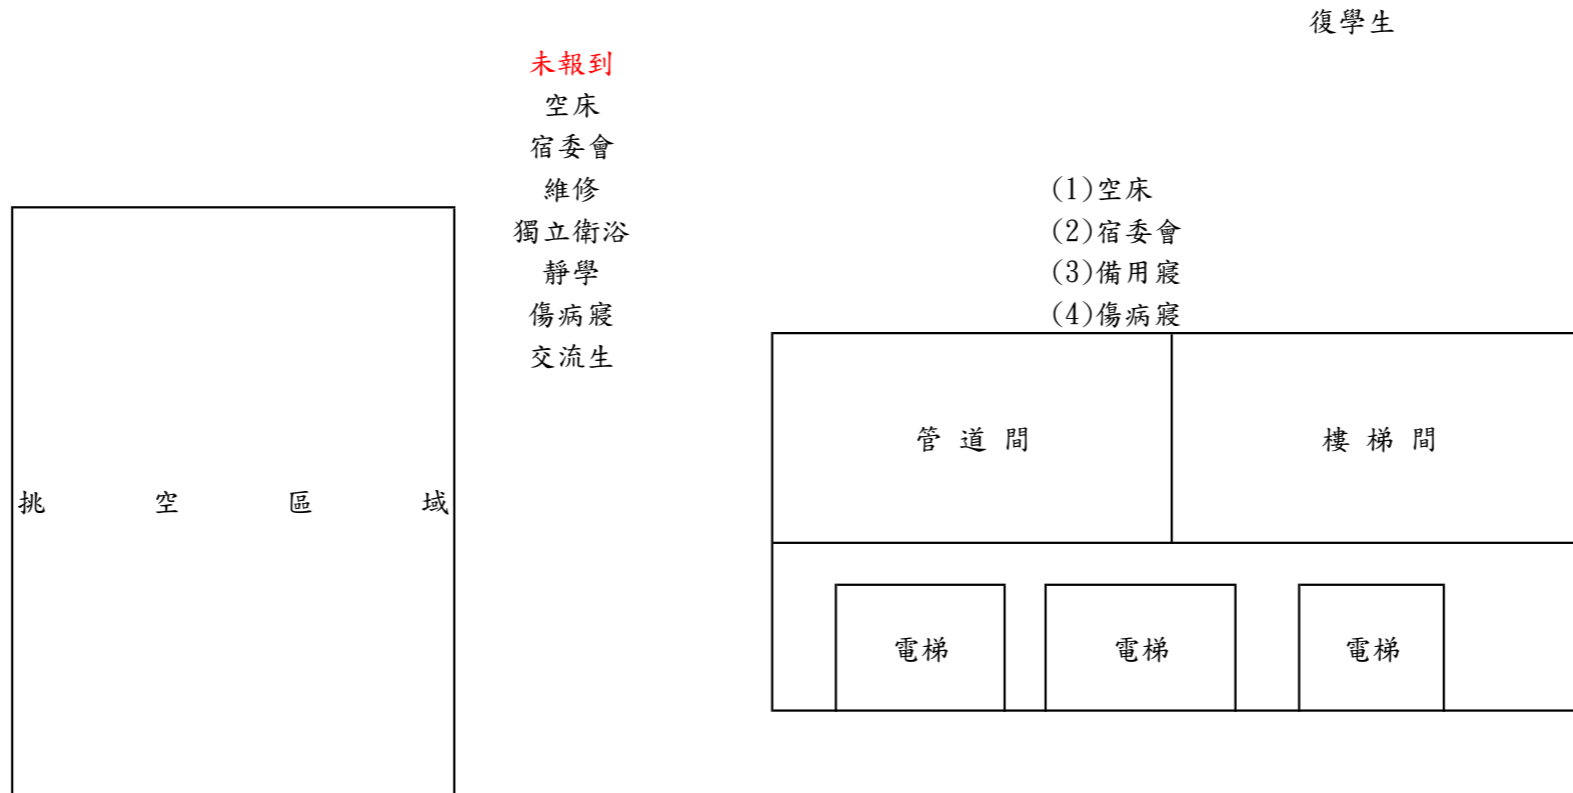 復學生
未報到
空床
宿委會
維修
獨立衛浴
靜學
傷病寢
交流生
(1)空床
(2)宿委會
(3)備用寢
(4)傷病寢
管道間
樓梯間
挑空區域
電梯
電梯
電梯